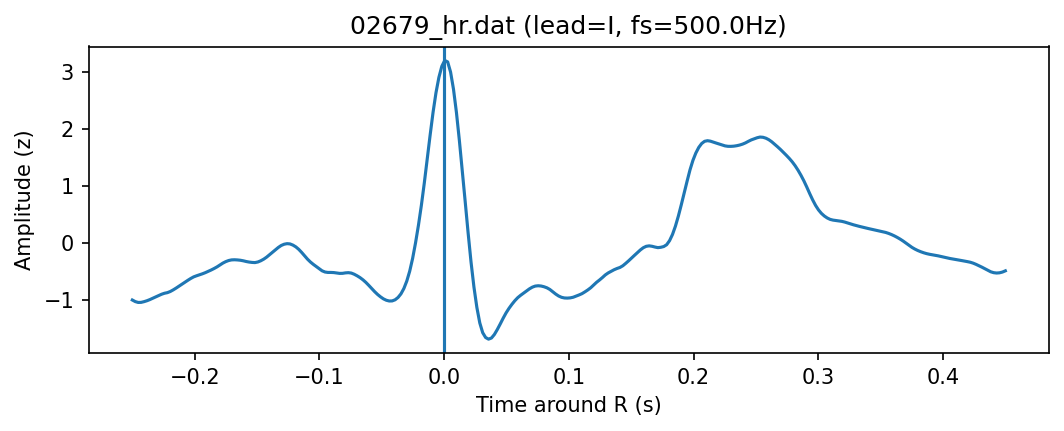 02679_hr.dat (lead=I, fs=500.0Hz)
Amplitude (z)
3
2
1
0
−1
−0.2 −0.1 0.0 0.1 0.2 0.3 0.4
Time around R (s)